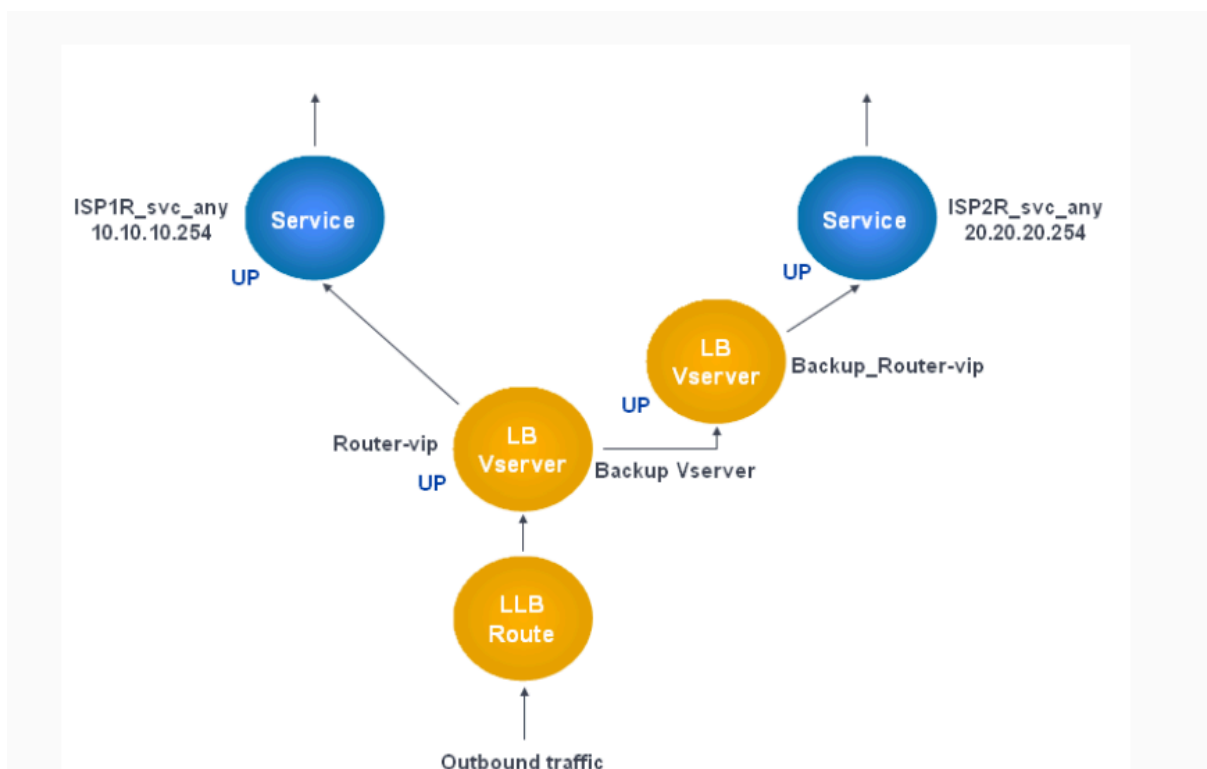 ISP1R_svc_any
10.10.10.254
Service
UP
Service
ISP2R_svc_any
20.20.20.254
UP
LB
Vserver
Backup_Router-vip
UP
Router-vip
LB
Vserver
UP
Backup Vserver
LLB
Route
Outbound traffic